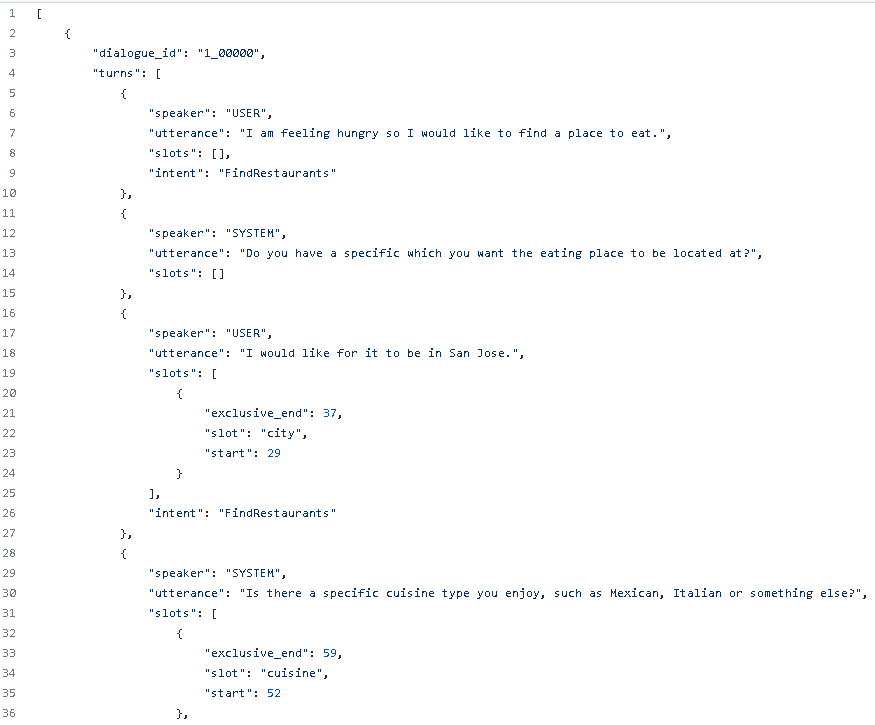 1 [
2 {
3 "dialogue_id": "1_00000",
4 "turns": [
5 {
6 "speaker": "USER",
7 "utterance": "I am feeling hungry so I would like to find a place to eat.",
8 "slots": [],
9 "intent": "FindRestaurants"
10 },
11 {
12 "speaker": "SYSTEM",
13 "utterance": "Do you have a specific which you want the eating place to be located at?",
14 "slots": []
15 },
16 {
17 "speaker": "USER",
18 "utterance": "I would like for it to be in San Jose.",
19 "slots": [
20 {
21 "exclusive_end": 37,
22 "slot": "city",
23 "start": 29
24 }
25 ],
26 "intent": "FindRestaurants"
27 },
28 {
29 "speaker": "SYSTEM",
30 "utterance": "Is there a specific cuisine type you enjoy, such as Mexican, Italian or something else?",
31 "slots": [
32 {
33 "exclusive_end": 59,
34 "slot": "cuisine",
35 "start": 52
36 },